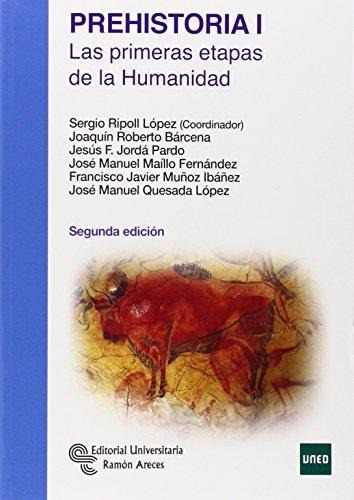 PREHISTORIA I
Las primeras etapas
de la Humanidad
Sergio Ripoll López (Coordinador)
Joaquín Roberto Bárcena
Jesús F. Jordá Pardo
José Manuel Maíllo Fernández
Francisco Javier Muñoz Ibáñez
José Manuel Quesada López
Segunda edición
Editorial Universitaria
Ramón Areces
UNED